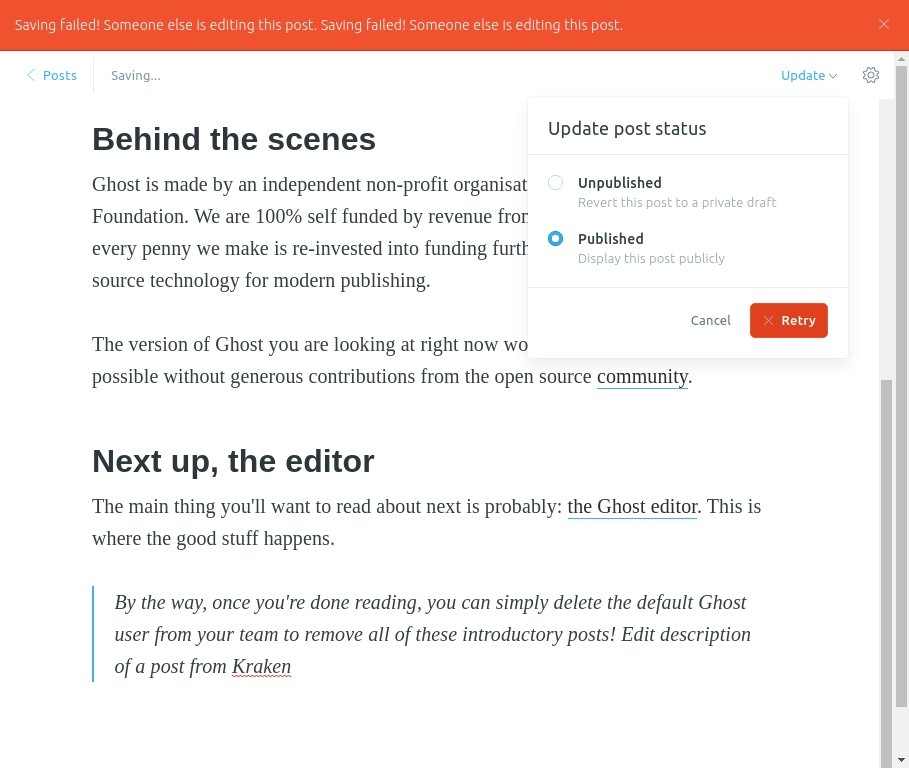 Saving failed! Someone else is editing this post. Saving failed! Someone else is editing this post.
Posts
Saving...
Update
Update post status
Unpublished
Revert this post to a private draft
Published
Display this post publicly
Cancel
Retry
Behind the scenes
Ghost is made by an independent non-profit organisat
Foundation. We are 100% self funded by revenue from
every penny we make is re-invested into funding furth
source technology for modern publishing.
The version of Ghost you are looking at right now wo
possible without generous contributions from the open source community.
Next up, the editor
The main thing you'll want to read about next is probably: the Ghost editor. This is
where the good stuff happens.
By the way, once you're done reading, you can simply delete the default Ghost
user from your team to remove all of these introductory posts! Edit description
of a post from Kraken